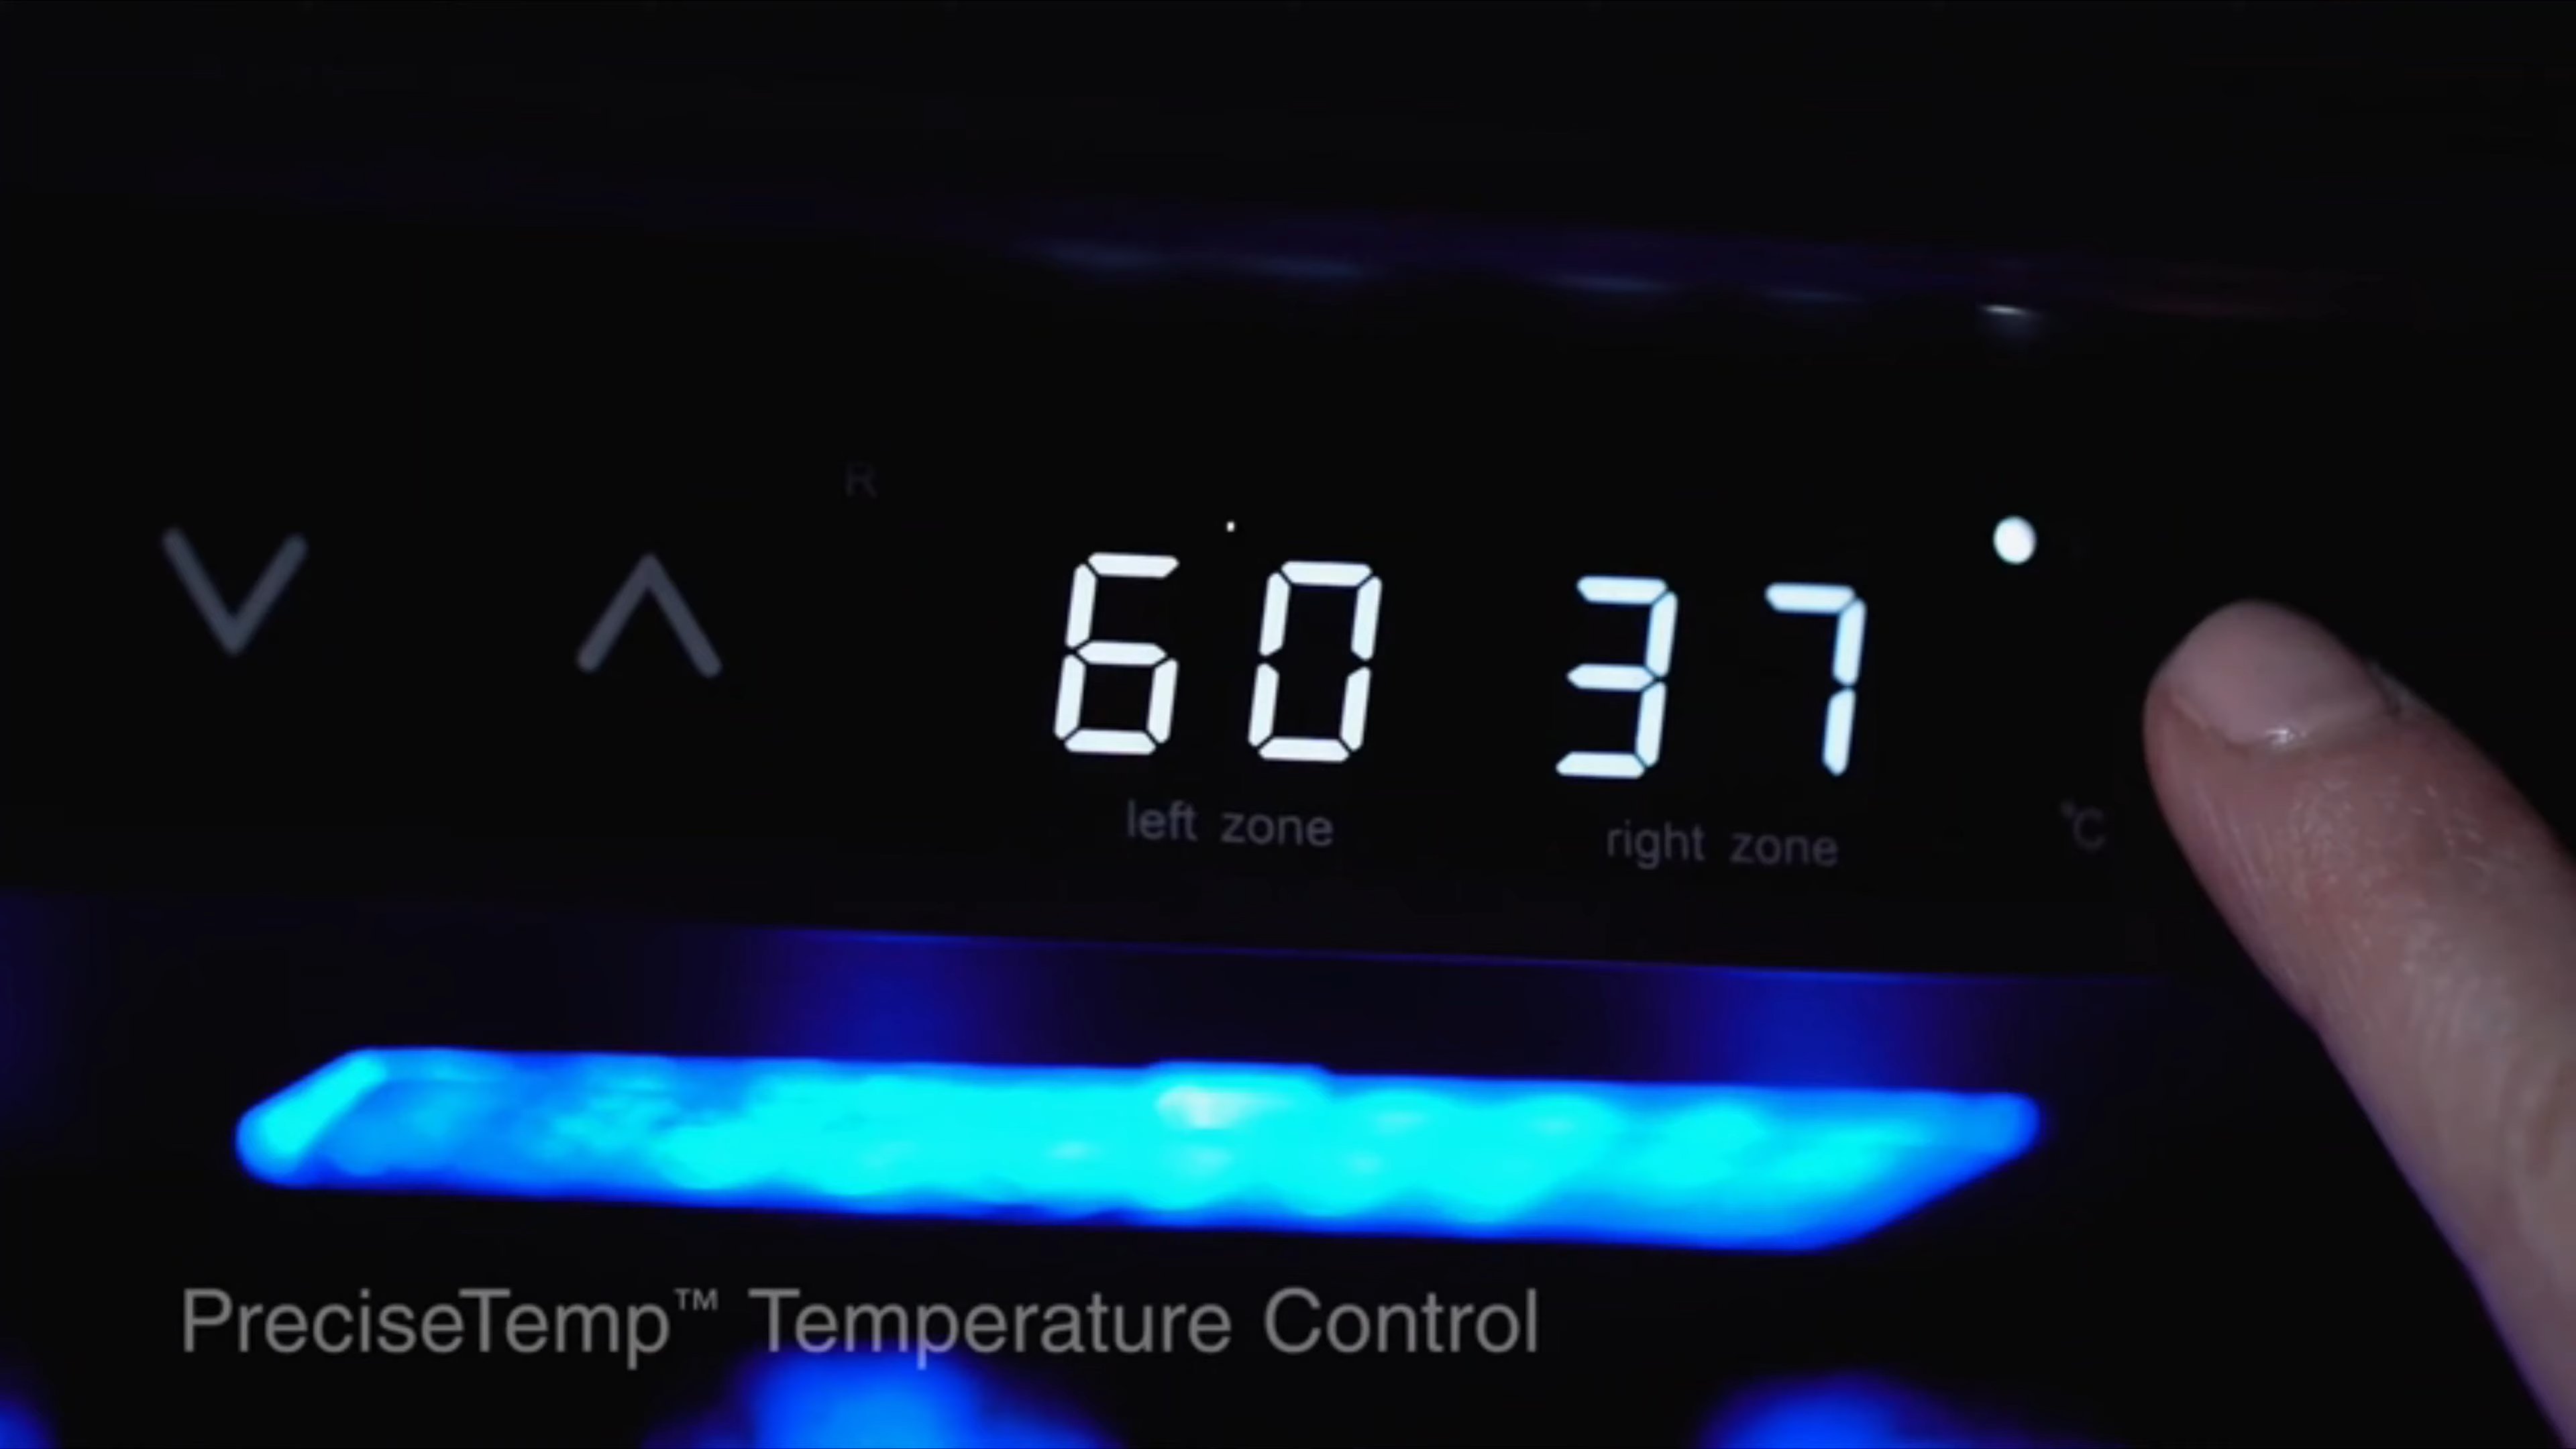 R
60 37
left zone right zone
°C
PreciseTemp™ Temperature Control